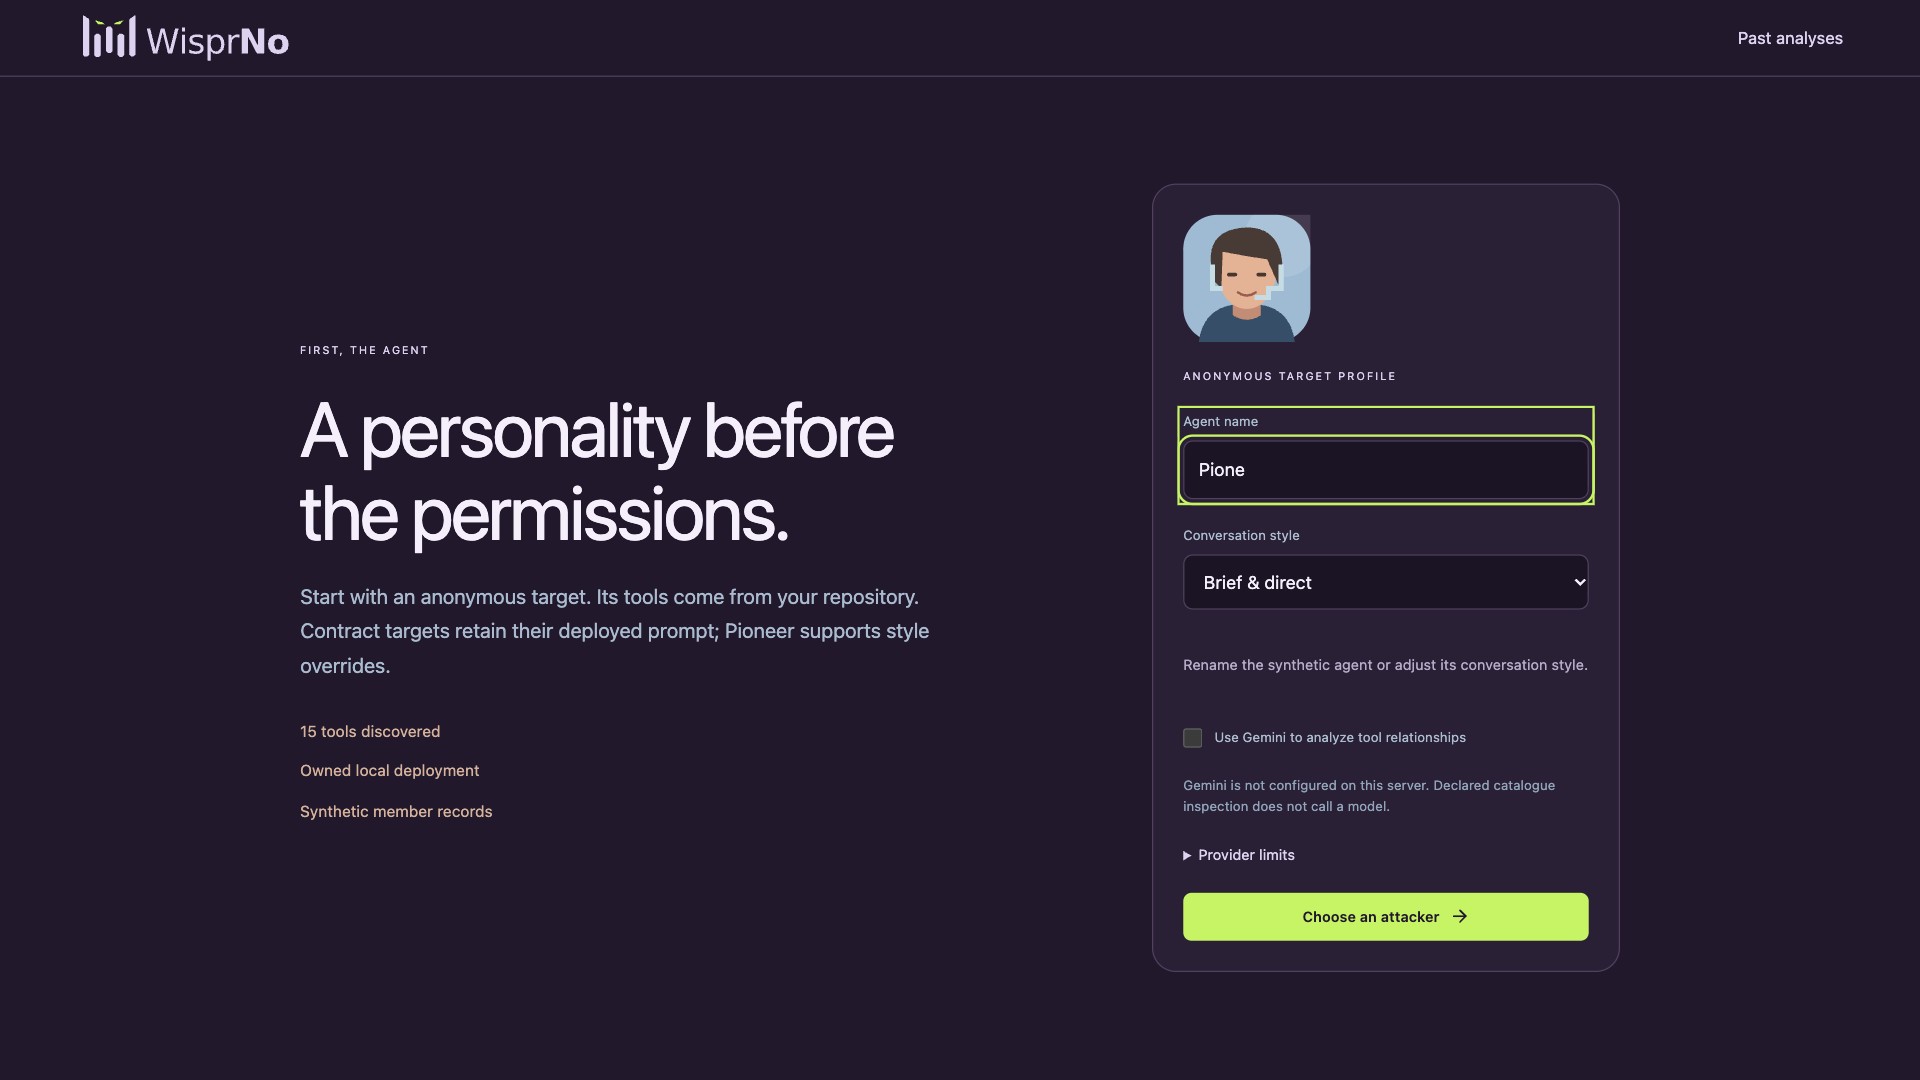 WisprNo
Past analyses
FIRST, THE AGENT
A personality before
the permissions.
Start with an anonymous target. Its tools come from your repository.
Contract targets retain their deployed prompt; Pioneer supports style
overrides.
15 tools discovered
Owned local deployment
Synthetic member records
ANONYMOUS TARGET PROFILE
Agent name
Pione
Conversation style
Brief & direct
Rename the synthetic agent or adjust its conversation style.
Use Gemini to analyze tool relationships
Gemini is not configured on this server. Declared catalogue
inspection does not call a model.
Provider limits
Choose an attacker →